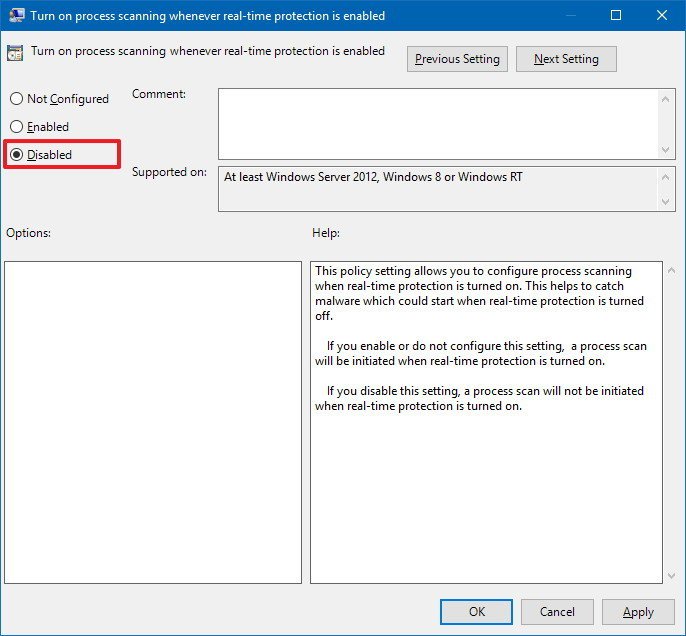 Turn on process scanning whenever real-time protection is enabled
Turn on process scanning whenever real-time protection is enabled
Previous Setting
Next Setting
Not Configured
Enabled
Disabled
Comment:
Supported on:
At least Windows Server 2012, Windows 8 or Windows RT
Options:
Help:
This policy setting allows you to configure process scanning
when real-time protection is turned on. This helps to catch
malware which could start when real-time protection is turned
off.
If you enable or do not configure this setting,  a process scan
will be initiated when real-time protection is turned on.
If you disable this setting, a process scan will not be initiated
when real-time protection is turned on.
OK
Cancel
Apply